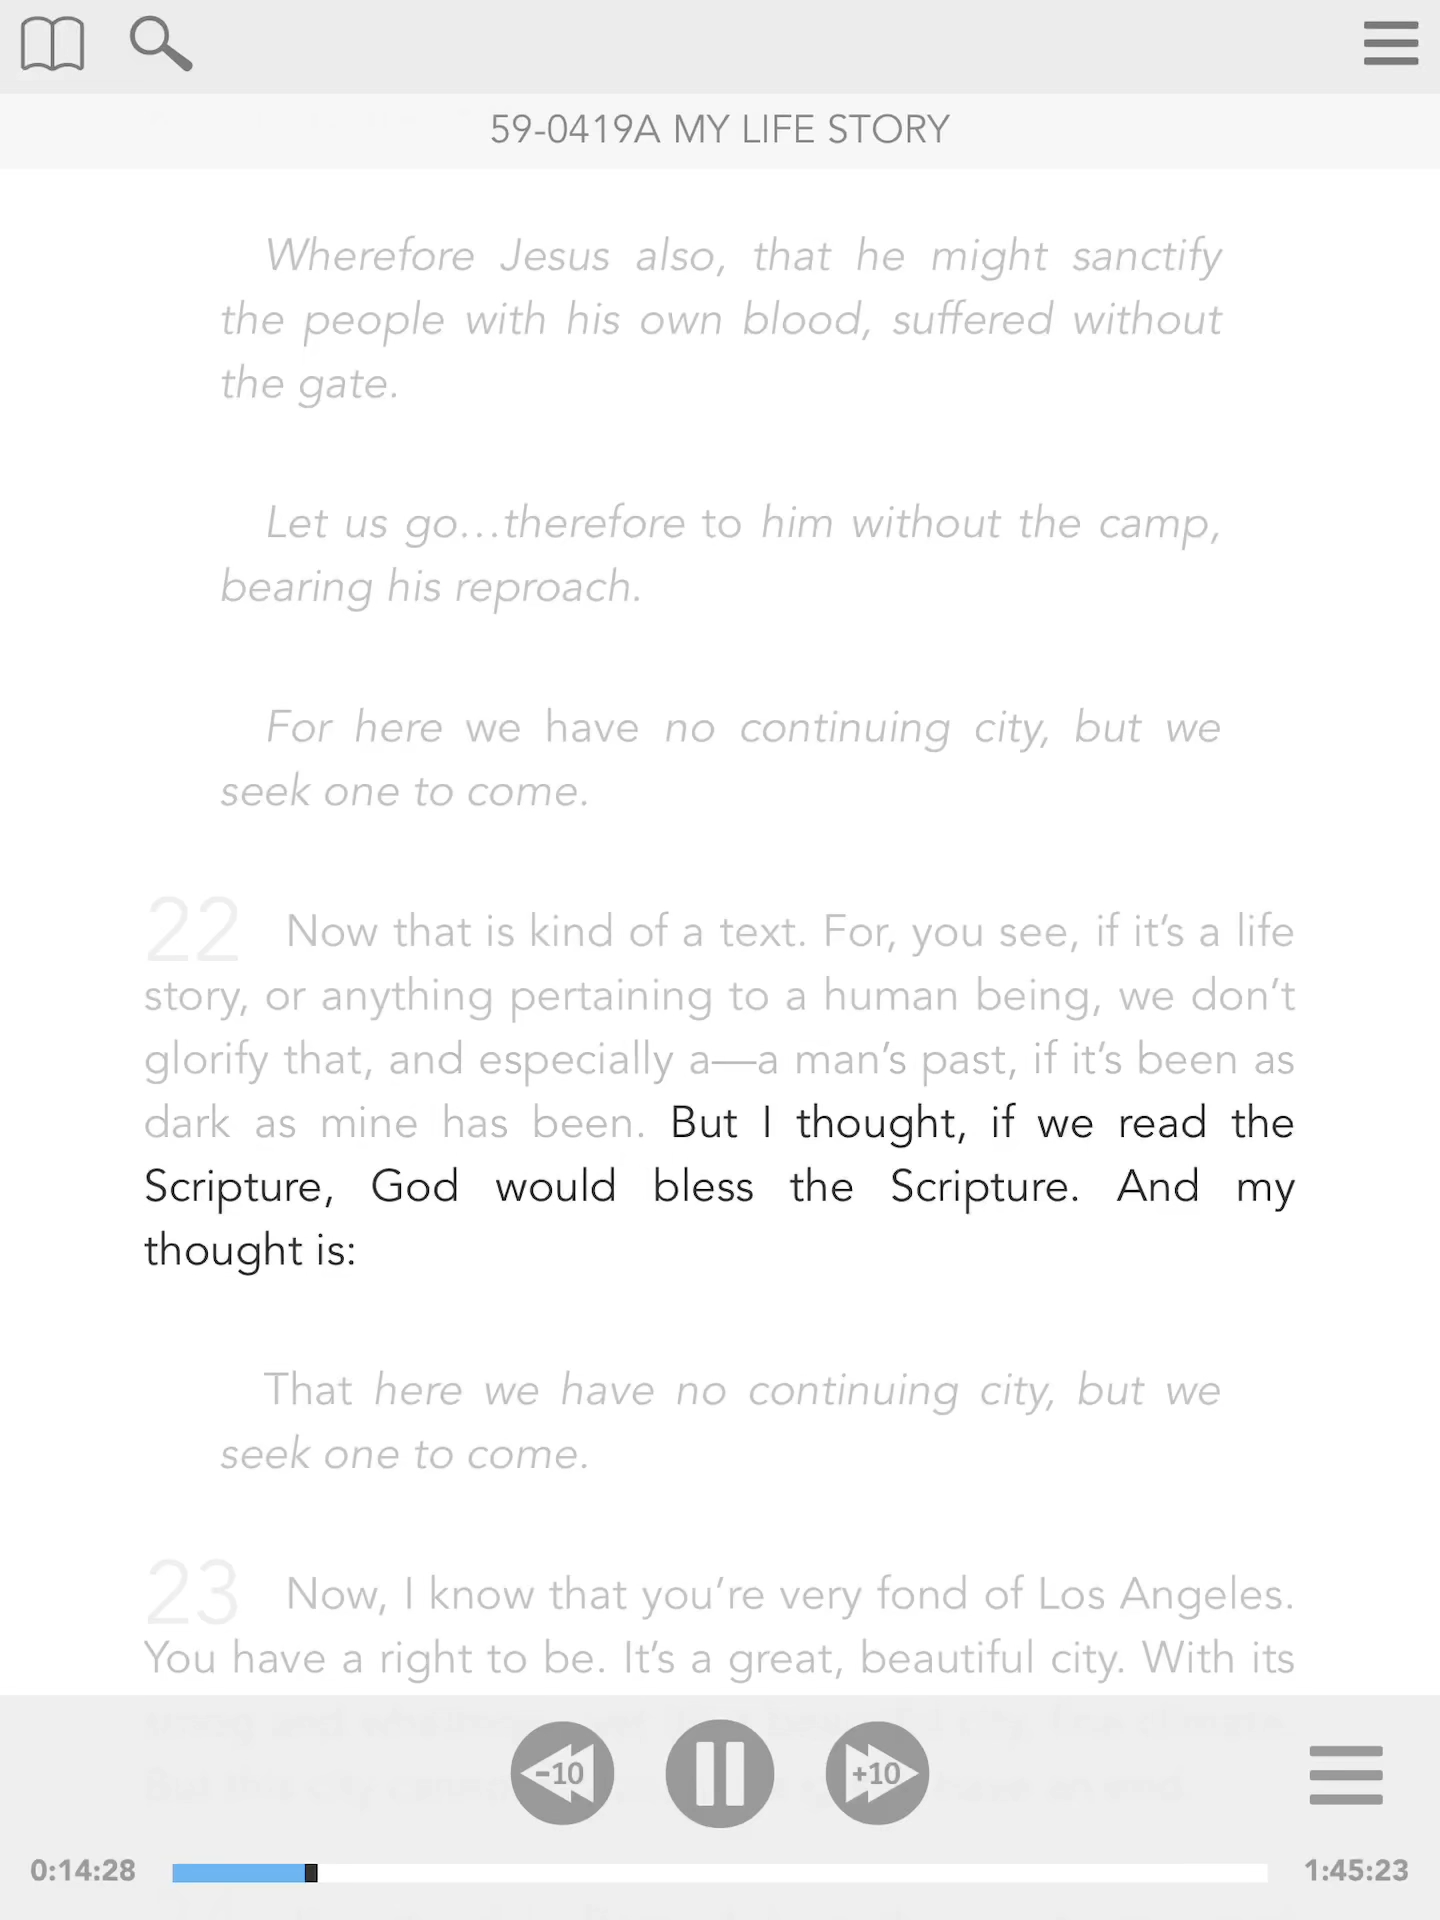 59-0419A MY LIFE STORY
Wherefore Jesus also, that he might sanctify
the people with his own blood, suffered without
the gate.
Let us go…therefore to him without the camp,
bearing his reproach.
For here we have no continuing city, but we
seek one to come.
22 Now that is kind of a text. For, you see, if it’s a life
story, or anything pertaining to a human being, we don’t
glorify that, and especially a—a man’s past, if it’s been as
dark as mine has been. But I thought, if we read the
Scripture, God would bless the Scripture. And my
thought is:
That here we have no continuing city, but we
seek one to come.
23 Now, I know that you’re very fond of Los Angeles.
You have a right to be. It’s a great, beautiful city. With its
-10 +10
0:14:28 1:45:23